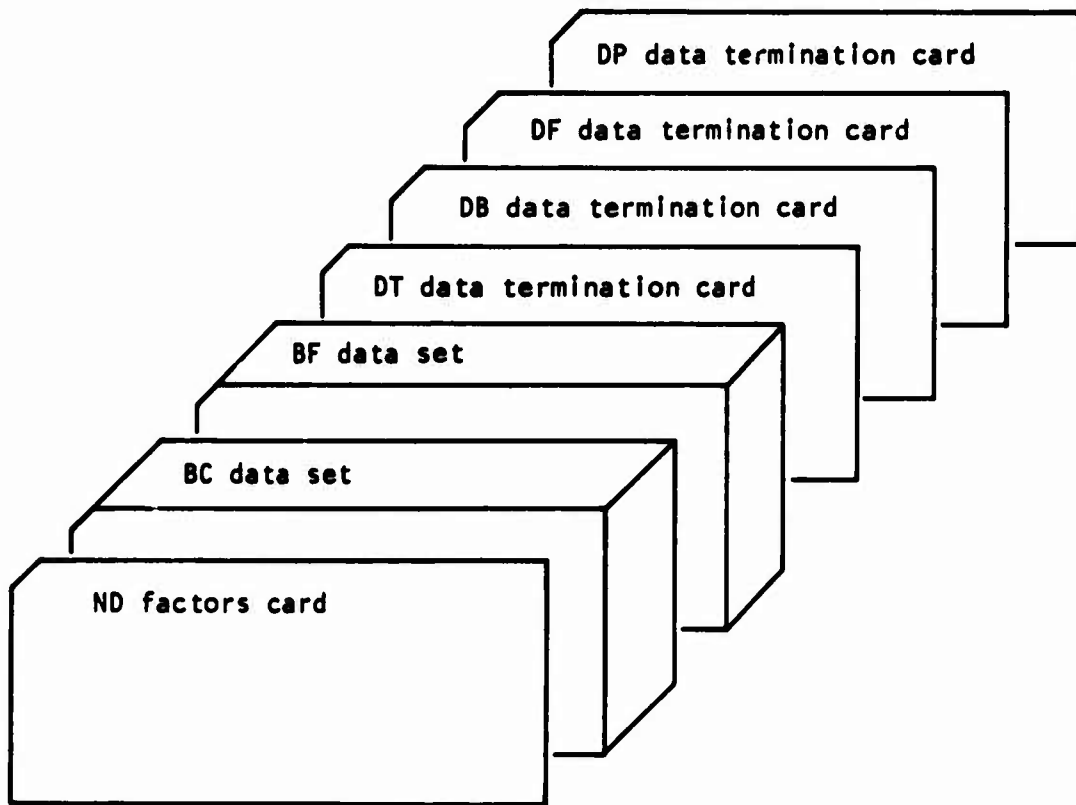 DP data termination card
DF data termination card
DB data termination card
DT data termination card
BF data set
BC data set
ND factors card